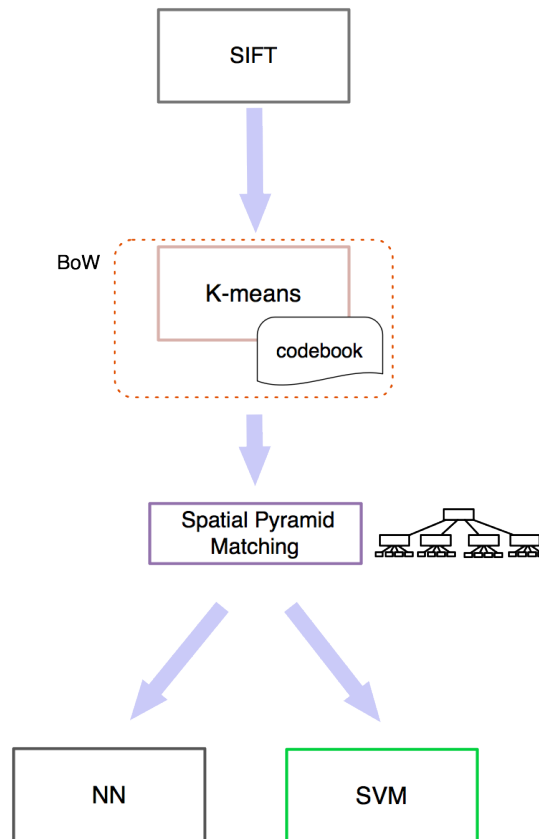 SIFT
BoW
K-means
codebook
Spatial Pyramid
Matching
NN
SVM